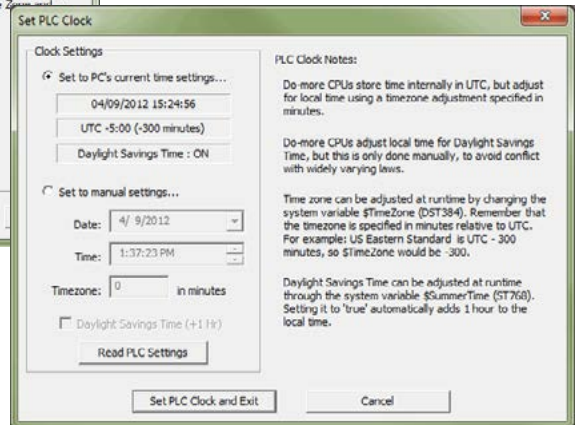 Set PLC Clock
Clock Settings
Set to PC's current time settings...
04/09/2012 15:24:56
UTC -5:00 (-300 minutes)
Daylight Savings Time : ON
Set to manual settings...
Date: 4/ 9/2012
Time: 1:37:23 PM
Timezone: 0 in minutes
Daylight Savings Time (+1 Hr)
Read PLC Settings
PLC Clock Notes:
Do-more CPUs store time internally in UTC, but adjust
for local time using a timezone adjustment specified in
minutes.
Do-more CPUs adjust local time for Daylight Savings
Time, but this is only done manually, to avoid conflict
with widely varying laws.
Time zone can be adjusted at runtime by changing the
system variable $TimeZone (DST384). Remember that
the timezone is specified in minutes relative to UTC.
For example: US Eastern Standard is UTC - 300
minutes, so $TimeZone would be -300.
Daylight Savings Time can be adjusted at runtime
through the system variable $SummerTime (ST768).
Setting it to 'true' automatically adds 1 hour to the
local time.
Set PLC Clock and Exit
Cancel